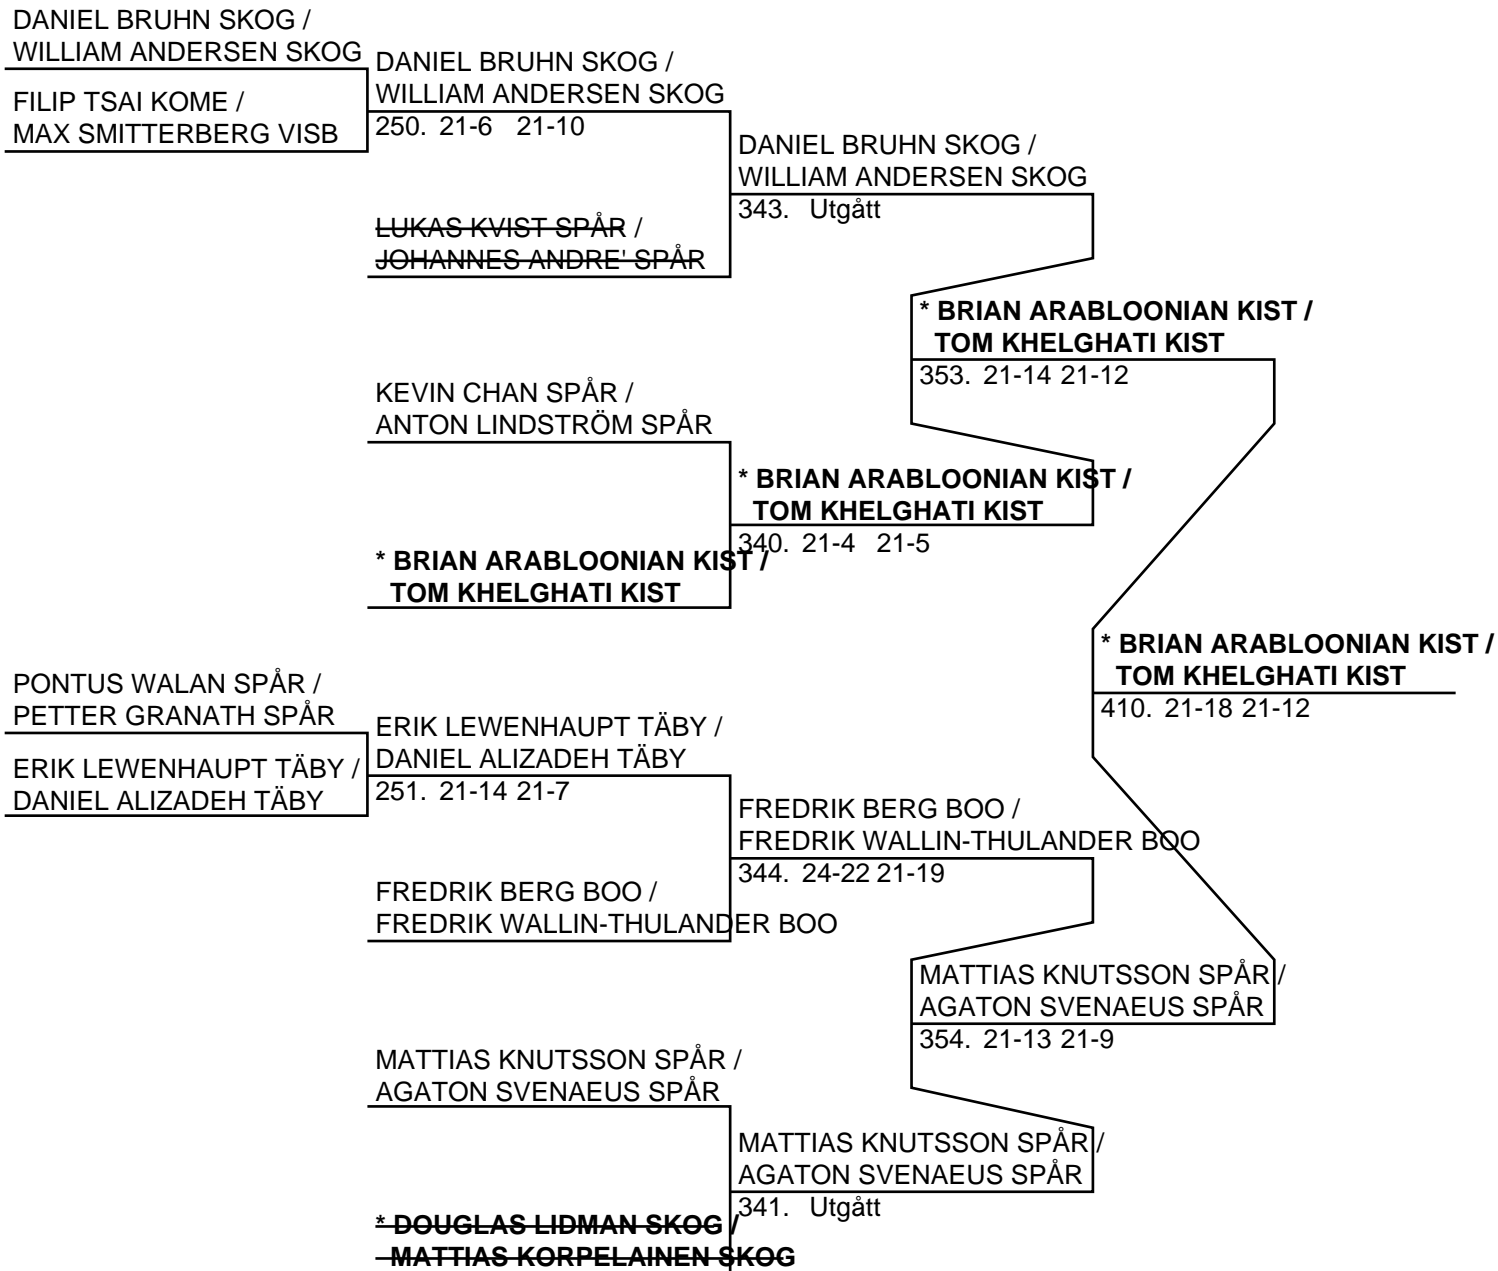 DANIEL BRUHN SKOG /
WILLIAM ANDERSEN SKOG
FILIP TSAI KOME /
MAX SMITTERBERG VISB
DANIEL BRUHN SKOG /
WILLIAM ANDERSEN SKOG
250. 21-6 21-10
LUKAS KVIST SPÅR /
JOHANNES ANDRE' SPÅR
DANIEL BRUHN SKOG /
WILLIAM ANDERSEN SKOG
343. Utgått
KEVIN CHAN SPÅR /
ANTON LINDSTRÖM SPÅR
* BRIAN ARABLOONIAN KIST /
TOM KHELGHATI KIST
* BRIAN ARABLOONIAN KIST /
TOM KHELGHATI KIST
340. 21-4 21-5
* BRIAN ARABLOONIAN KIST /
TOM KHELGHATI KIST
353. 21-14 21-12
PONTUS WALAN SPÅR /
PETTER GRANATH SPÅR
ERIK LEWENHAUPT TÄBY /
DANIEL ALIZADEH TÄBY
ERIK LEWENHAUPT TÄBY /
DANIEL ALIZADEH TÄBY
251. 21-14 21-7
FREDRIK BERG BOO /
FREDRIK WALLIN-THULANDER BOO
FREDRIK BERG BOO /
FREDRIK WALLIN-THULANDER BOO
344. 24-22 21-19
MATTIAS KNUTSSON SPÅR /
AGATON SVENAEUS SPÅR
* DOUGLAS LIDMAN SKOG /
MATTIAS KORPELAINEN SKOG
MATTIAS KNUTSSON SPÅR /
AGATON SVENAEUS SPÅR
341. Utgått
MATTIAS KNUTSSON SPÅR /
AGATON SVENAEUS SPÅR
354. 21-13 21-9
* BRIAN ARABLOONIAN KIST /
TOM KHELGHATI KIST
410. 21-18 21-12